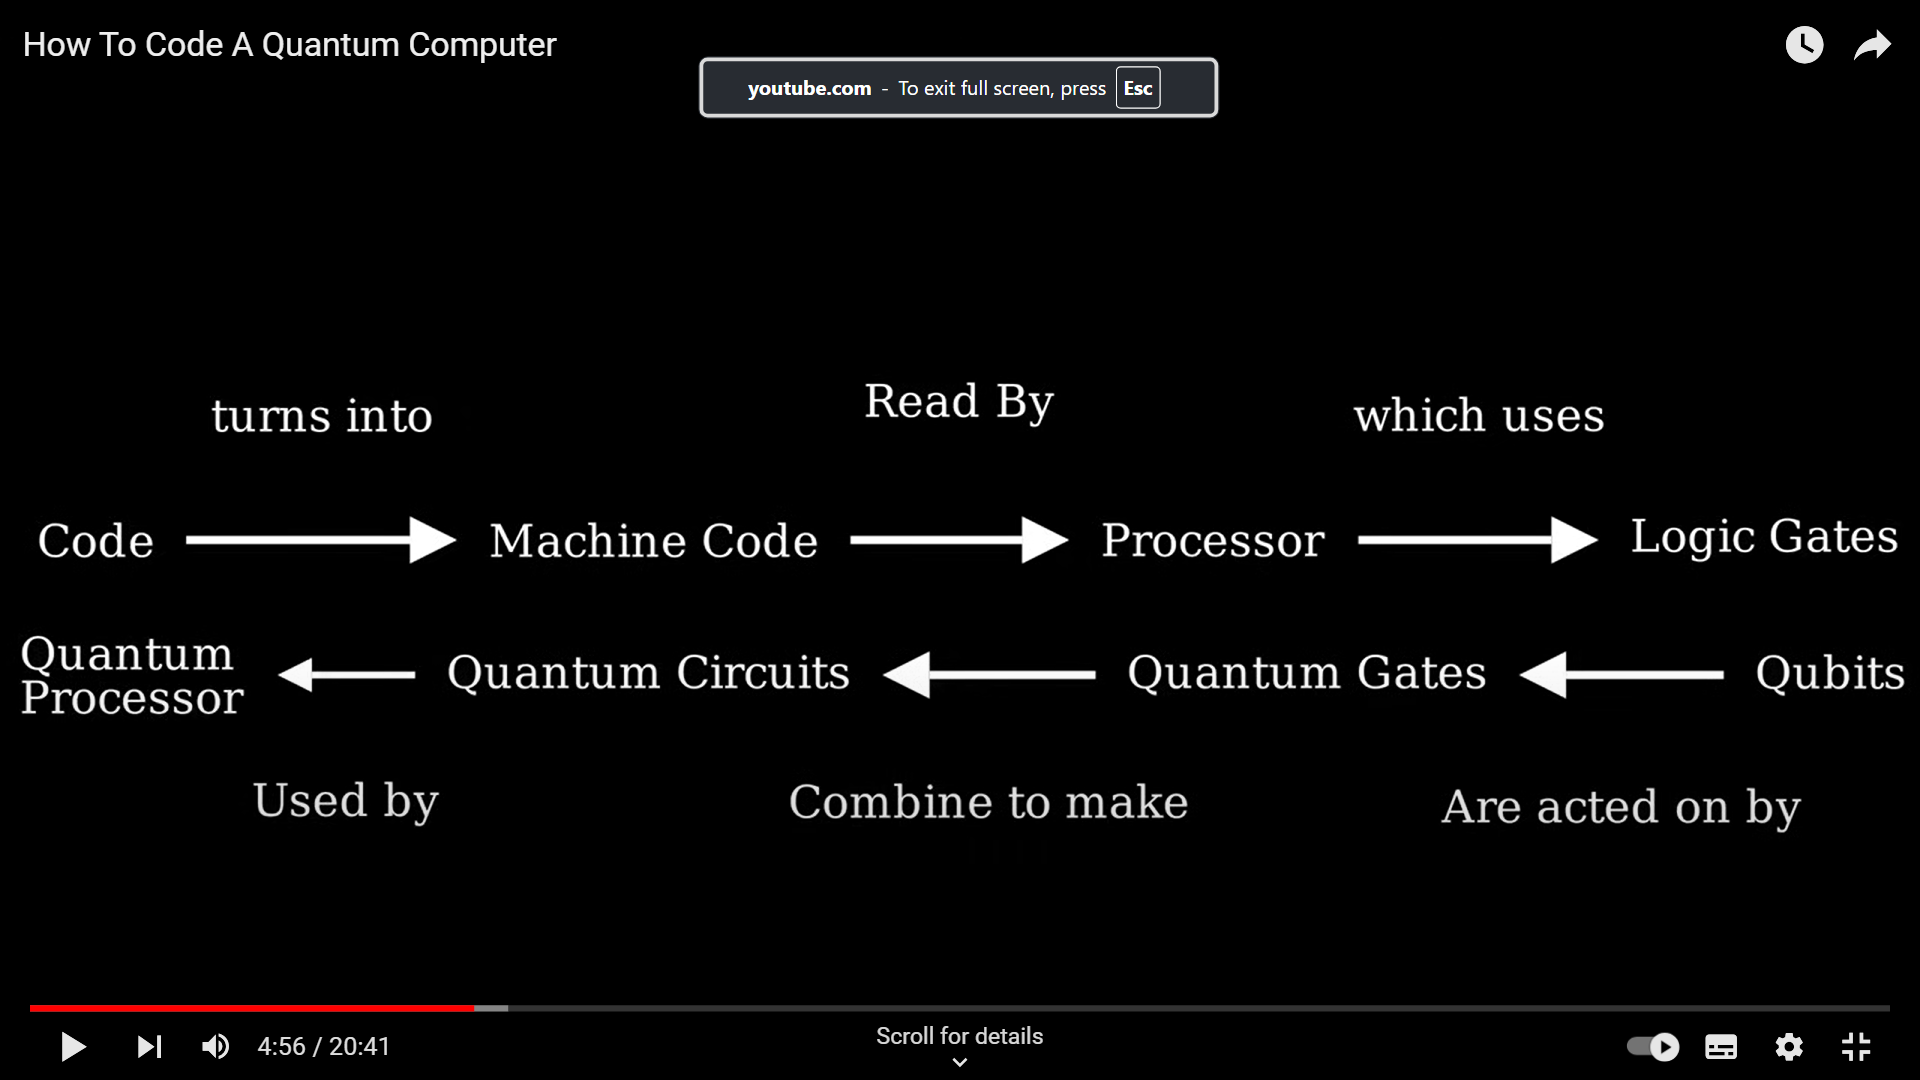 How To Code A Quantum Computer
youtube.com - To exit full screen, press Esc
turns into
Read By
which uses
Code
Machine Code
Processor
Logic Gates
Quantum
Processor
Quantum Circuits
Quantum Gates
Qubits
Used by
Combine to make
Are acted on by
4:56 / 20:41
Scroll for details